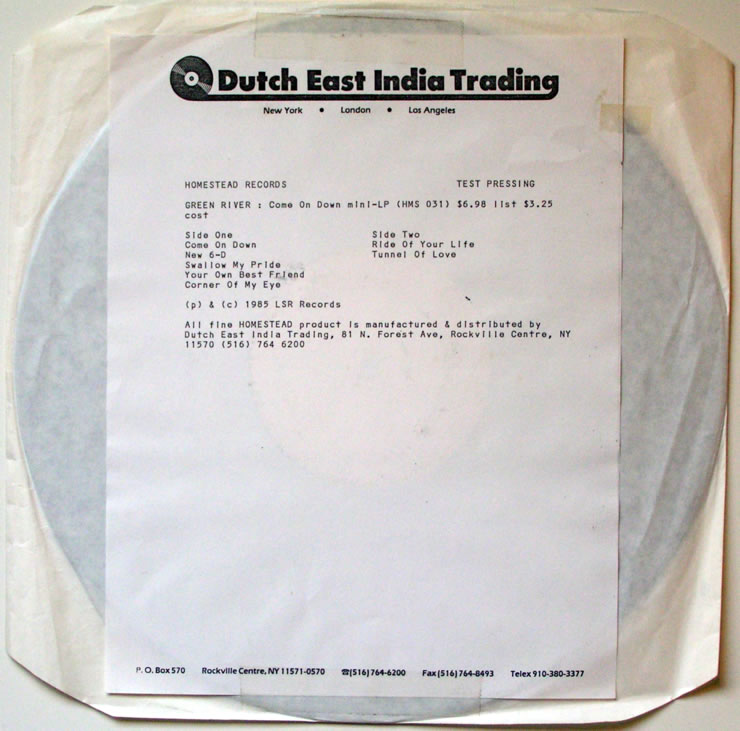 Dutch East India Trading
New York • London • Los Angeles
HOMESTEAD RECORDS TEST PRESSING
GREEN RIVER : Come On Down mini-LP (HMS 031) $6.98 list $3.25
cost
Side One Side Two
Come On Down Ride Of Your Life
New 6-D Tunnel Of Love
Swallow My Pride
Your Own Best Friend
Corner Of My Eye
(p) & (c) 1985 LSR Records
All fine HOMESTEAD product is manufactured & distributed by
Dutch East India Trading, 81 N. Forest Ave, Rockville Centre, NY
11570 (516) 764 6200
P. O. Box 570 Rockville Centre, NY 11571-0570 ☎(516) 764-6200 Fax (516) 764-8493 Telex 910-380-3377